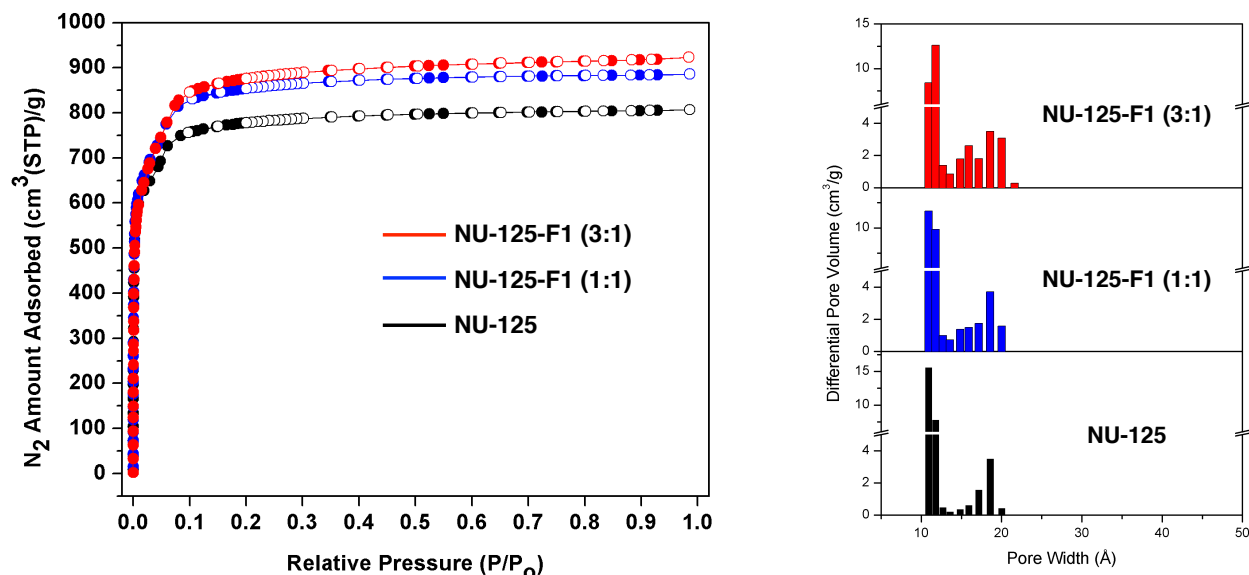 N2 Amount Adsorbed (cm3(STP)/g)
1000
900
800
700
600
500
400
300
200
100
0
NU-125-F1 (3:1)
NU-125-F1 (1:1)
NU-125
0.0 0.1 0.2 0.3 0.4 0.5 0.6 0.7 0.8 0.9 1.0
Relative Pressure (P/Po)
Differential Pore Volume (cm3/g)
15
10
4
2
0
NU-125-F1 (3:1)
10
4
2
0
NU-125-F1 (1:1)
15
10
4
2
0
NU-125
10 20 30 40 50
Pore Width (Å)